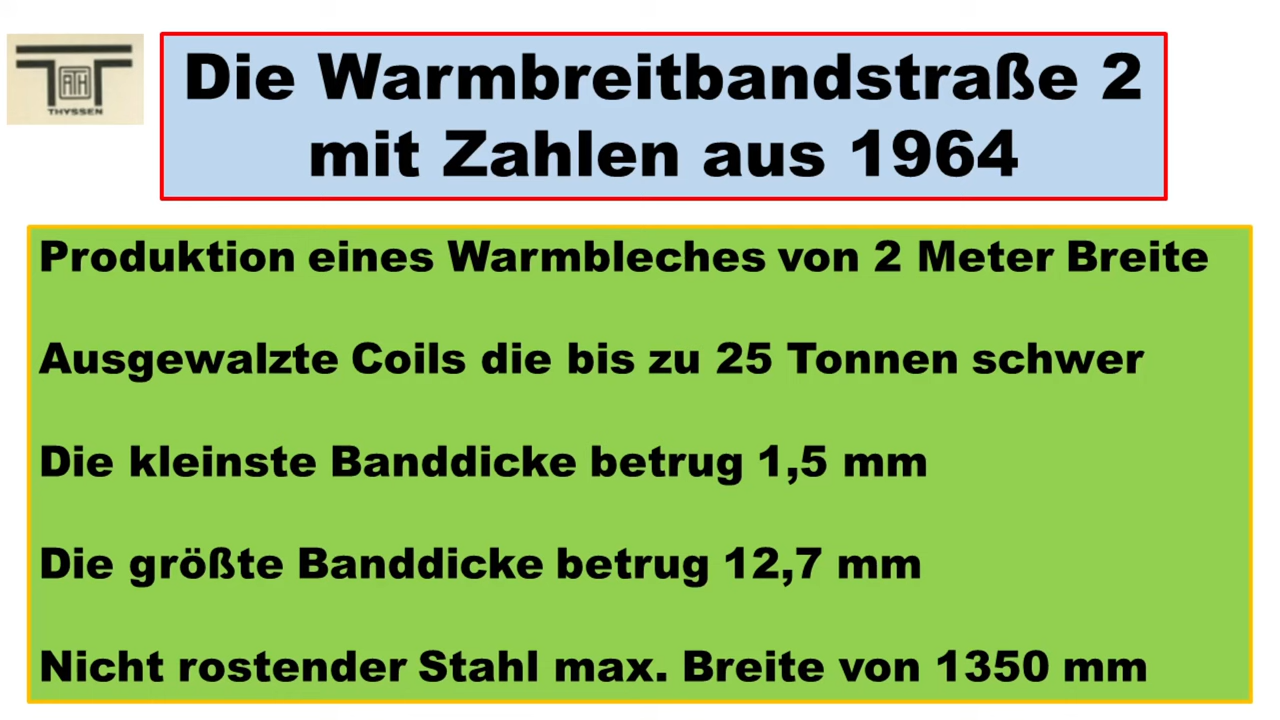 ATH
THYSSEN
Die Warmbreitbandstraße 2
mit Zahlen aus 1964
Produktion eines Warmbleches von 2 Meter Breite
Ausgewalzte Coils die bis zu 25 Tonnen schwer
Die kleinste Banddicke betrug 1,5 mm
Die größte Banddicke betrug 12,7 mm
Nicht rostender Stahl max. Breite von 1350 mm